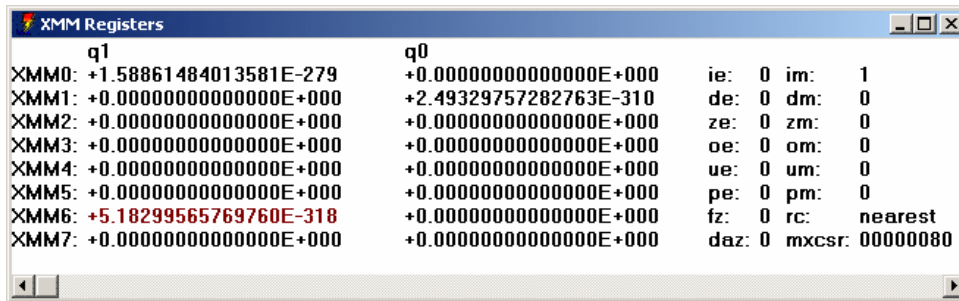 XMM Registers
q1 q0
XMM0: +1.58861484013581E-279 +0.00000000000000E+000 ie: 0 im: 1
XMM1: +0.00000000000000E+000 +2.49329757282763E-310 de: 0 dm: 0
XMM2: +0.00000000000000E+000 +0.00000000000000E+000 ze: 0 zm: 0
XMM3: +0.00000000000000E+000 +0.00000000000000E+000 oe: 0 om: 0
XMM4: +0.00000000000000E+000 +0.00000000000000E+000 ue: 0 um: 0
XMM5: +0.00000000000000E+000 +0.00000000000000E+000 pe: 0 pm: 0
XMM6: +5.18299565769760E-318 +0.00000000000000E+000 fz: 0 rc: nearest
XMM7: +0.00000000000000E+000 +0.00000000000000E+000 daz: 0 mxcsr: 00000080